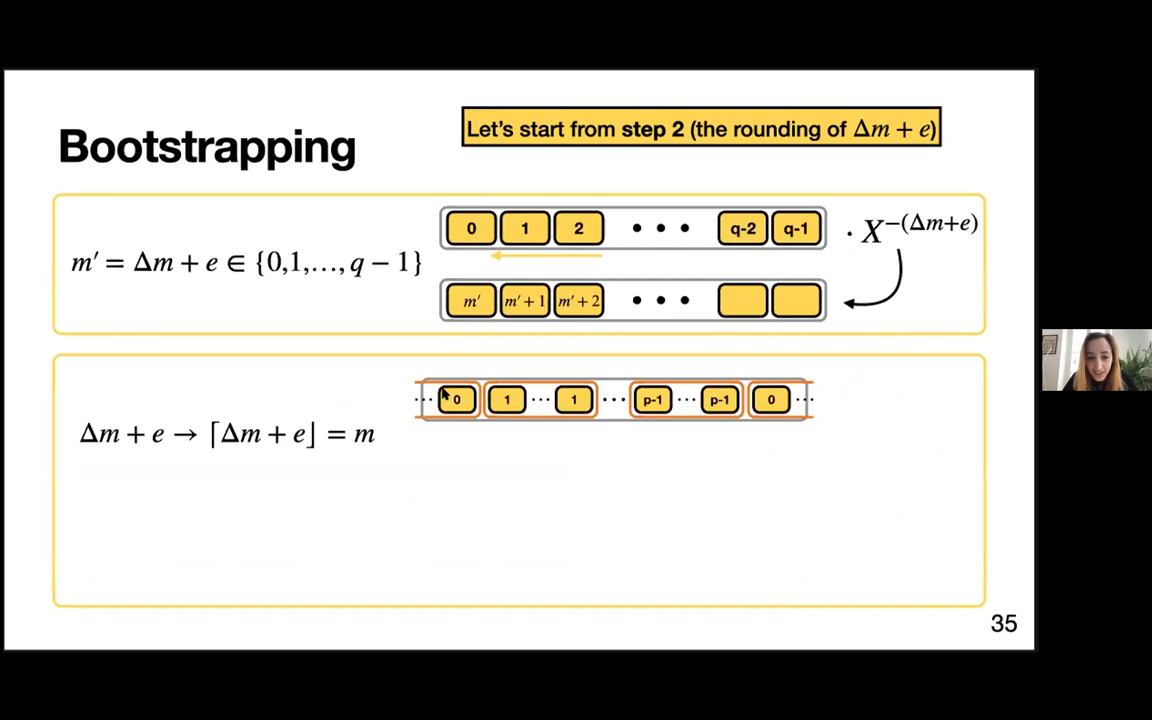 Bootstrapping
Let's start from step 2 (the rounding of Δm + e)
m′ = Δm + e ∈ {0,1,…, q − 1}
0 1 2 • • • q-2 q-1 · X^−(Δm+e)
m′ m′ + 1 m′ + 2 • • •
Δm + e → ⌈Δm + e⌋ = m
… 0 1 … 1 … p-1 … p-1 0 …
35